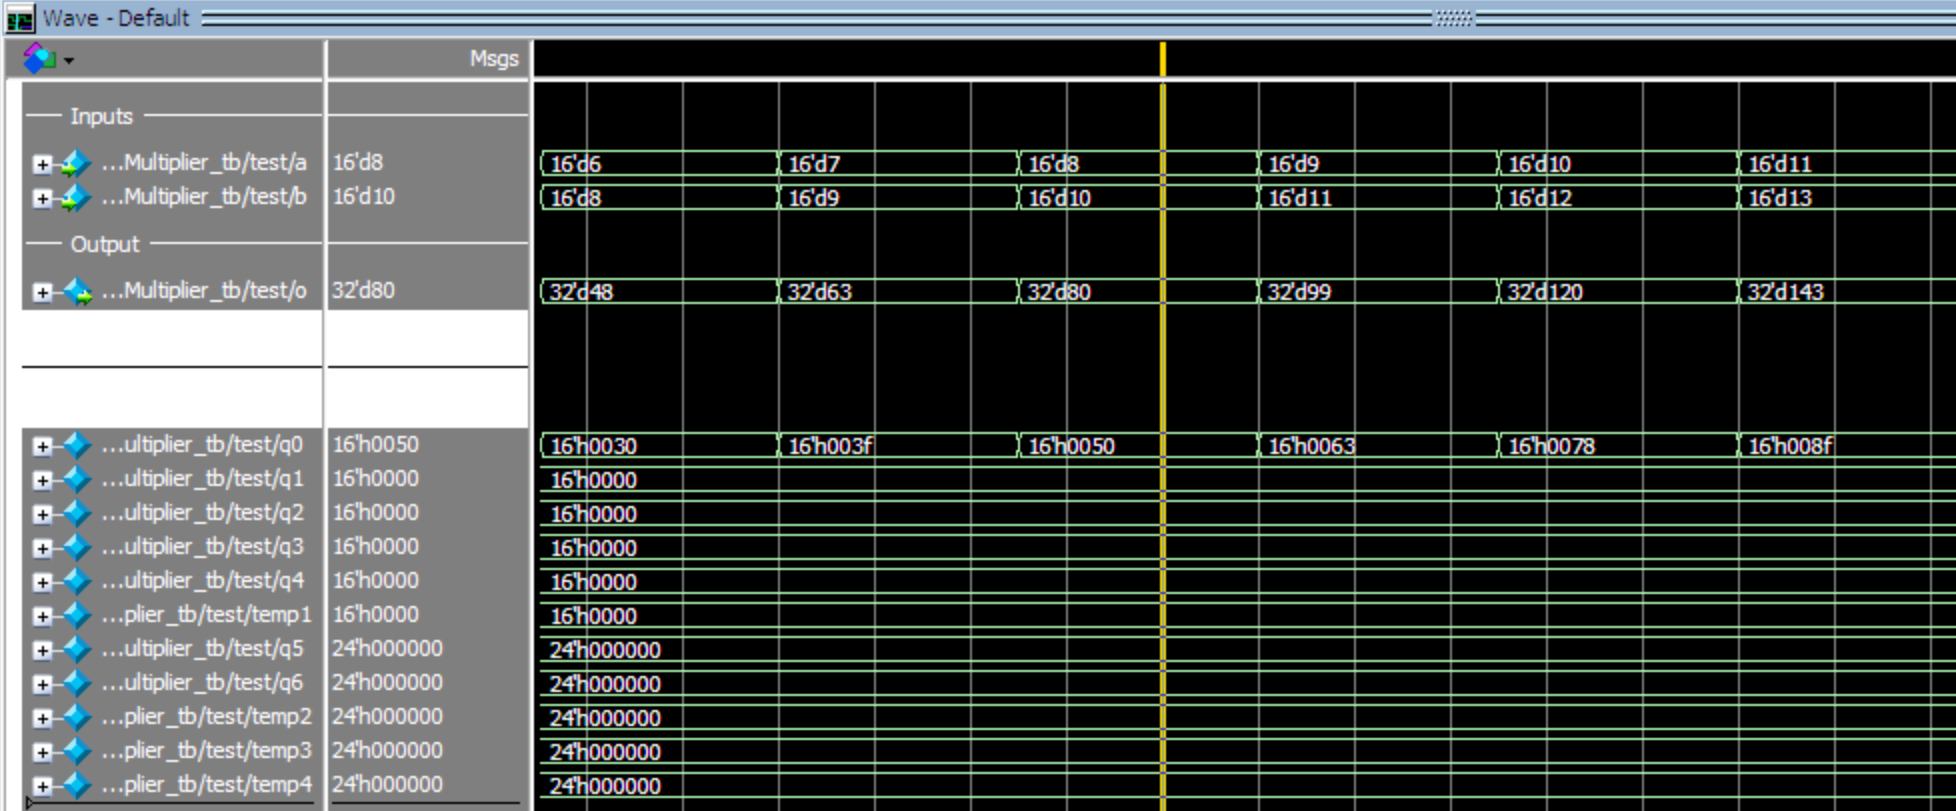 Wave - Default
Msgs
Inputs
...Multiplier_tb/test/a 16'd8 16'd6 16'd7 16'd8 16'd9 16'd10 16'd11
...Multiplier_tb/test/b 16'd10 16'd8 16'd9 16'd10 16'd11 16'd12 16'd13
Output
...Multiplier_tb/test/o 32'd80 32'd48 32'd63 32'd80 32'd99 32'd120 32'd143
...ultiplier_tb/test/q0 16'h0050 16'h0030 16'h003f 16'h0050 16'h0063 16'h0078 16'h008f
...ultiplier_tb/test/q1 16'h0000 16'h0000
...ultiplier_tb/test/q2 16'h0000 16'h0000
...ultiplier_tb/test/q3 16'h0000 16'h0000
...ultiplier_tb/test/q4 16'h0000 16'h0000
...plier_tb/test/temp1 16'h0000 16'h0000
...ultiplier_tb/test/q5 24'h000000 24'h000000
...ultiplier_tb/test/q6 24'h000000 24'h000000
...plier_tb/test/temp2 24'h000000 24'h000000
...plier_tb/test/temp3 24'h000000 24'h000000
...plier_tb/test/temp4 24'h000000 24'h000000